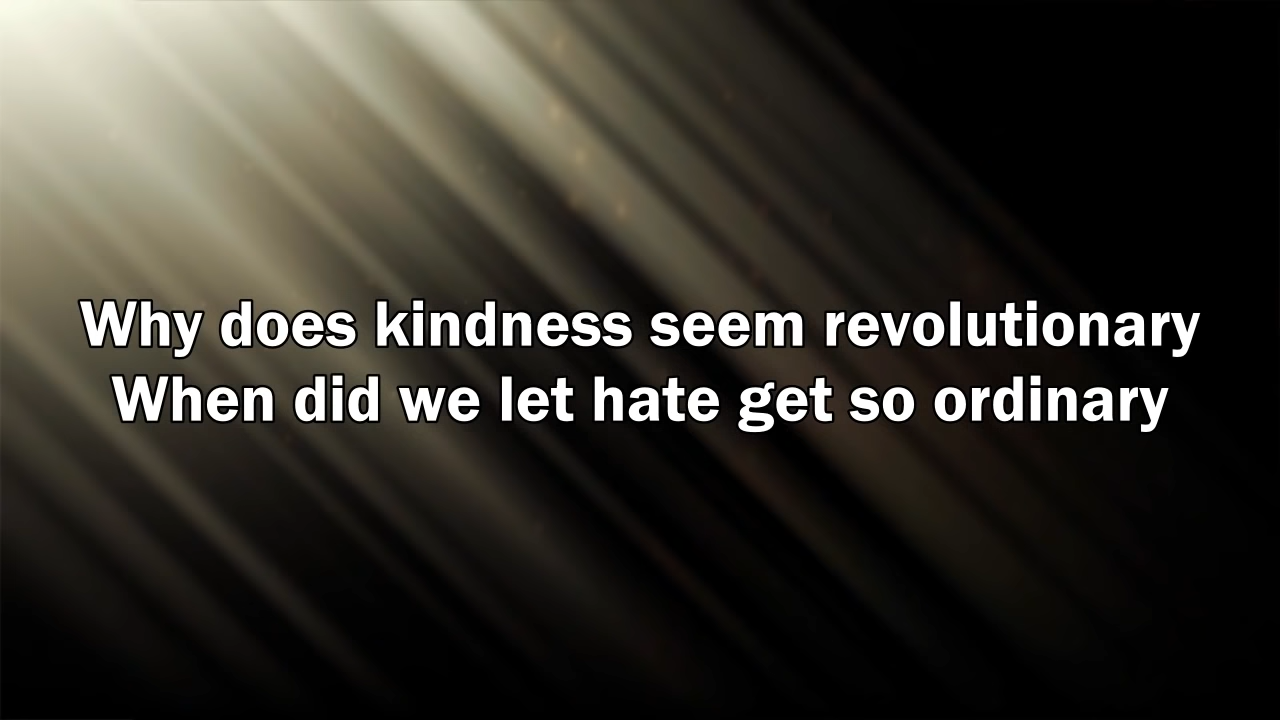 Why does kindness seem revolutionary
When did we let hate get so ordinary